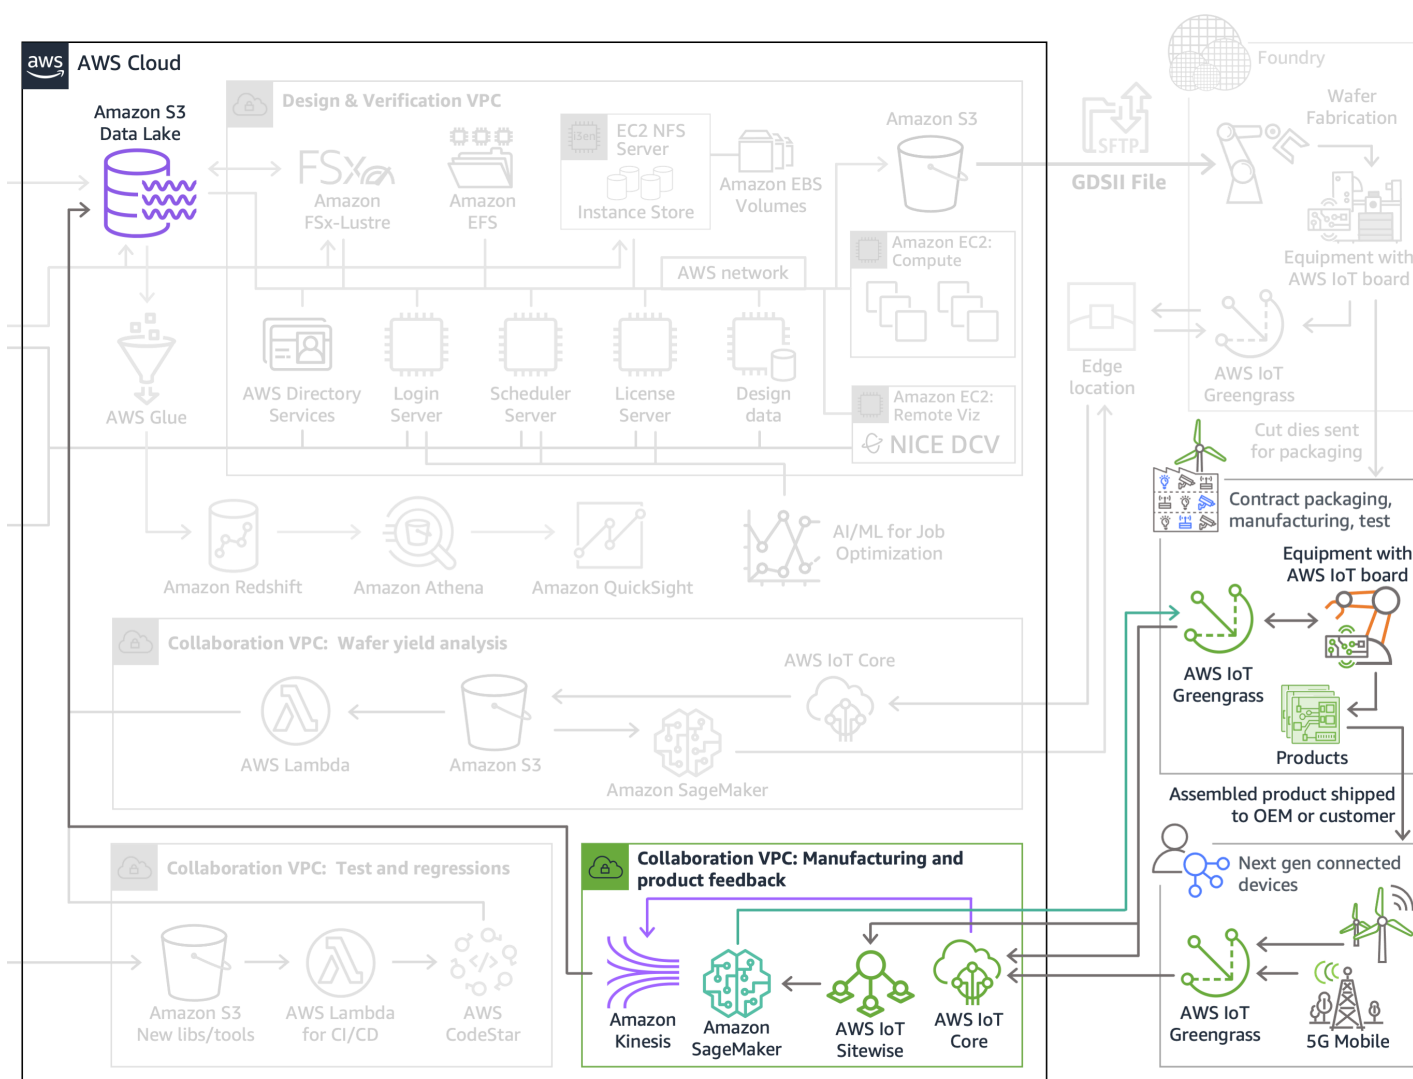 aws
AWS Cloud
Foundry
Amazon S3
Data Lake
Design & Verification VPC
i3en
EC2 NFS
Server
Instance Store
Amazon EBS
Volumes
Amazon S3
SFTP
GDSII File
Wafer
Fabrication
FSx
Amazon
FSx-Lustre
Amazon
EFS
Equipment with
AWS IoT board
AWS network
Amazon EC2:
Compute
AWS Glue
AWS Directory
Services
Login
Server
Scheduler
Server
License
Server
Design
data
Amazon EC2:
Remote Viz
NICE DCV
Edge
location
AWS IoT
Greengrass
Cut dies sent
for packaging
Contract packaging,
manufacturing, test
Amazon Redshift
Amazon Athena
Amazon QuickSight
AI/ML for Job
Optimization
Equipment with
AWS IoT board
AWS IoT
Greengrass
Products
Collaboration VPC: Wafer yield analysis
AWS IoT Core
AWS Lambda
Amazon S3
Amazon SageMaker
Assembled product shipped
to OEM or customer
Next gen connected
devices
Collaboration VPC: Test and regressions
Amazon S3
New libs/tools
AWS Lambda
for CI/CD
AWS
CodeStar
Collaboration VPC: Manufacturing and
product feedback
Amazon
Kinesis
Amazon
SageMaker
AWS IoT
Sitewise
AWS IoT
Core
AWS IoT
Greengrass
5G Mobile